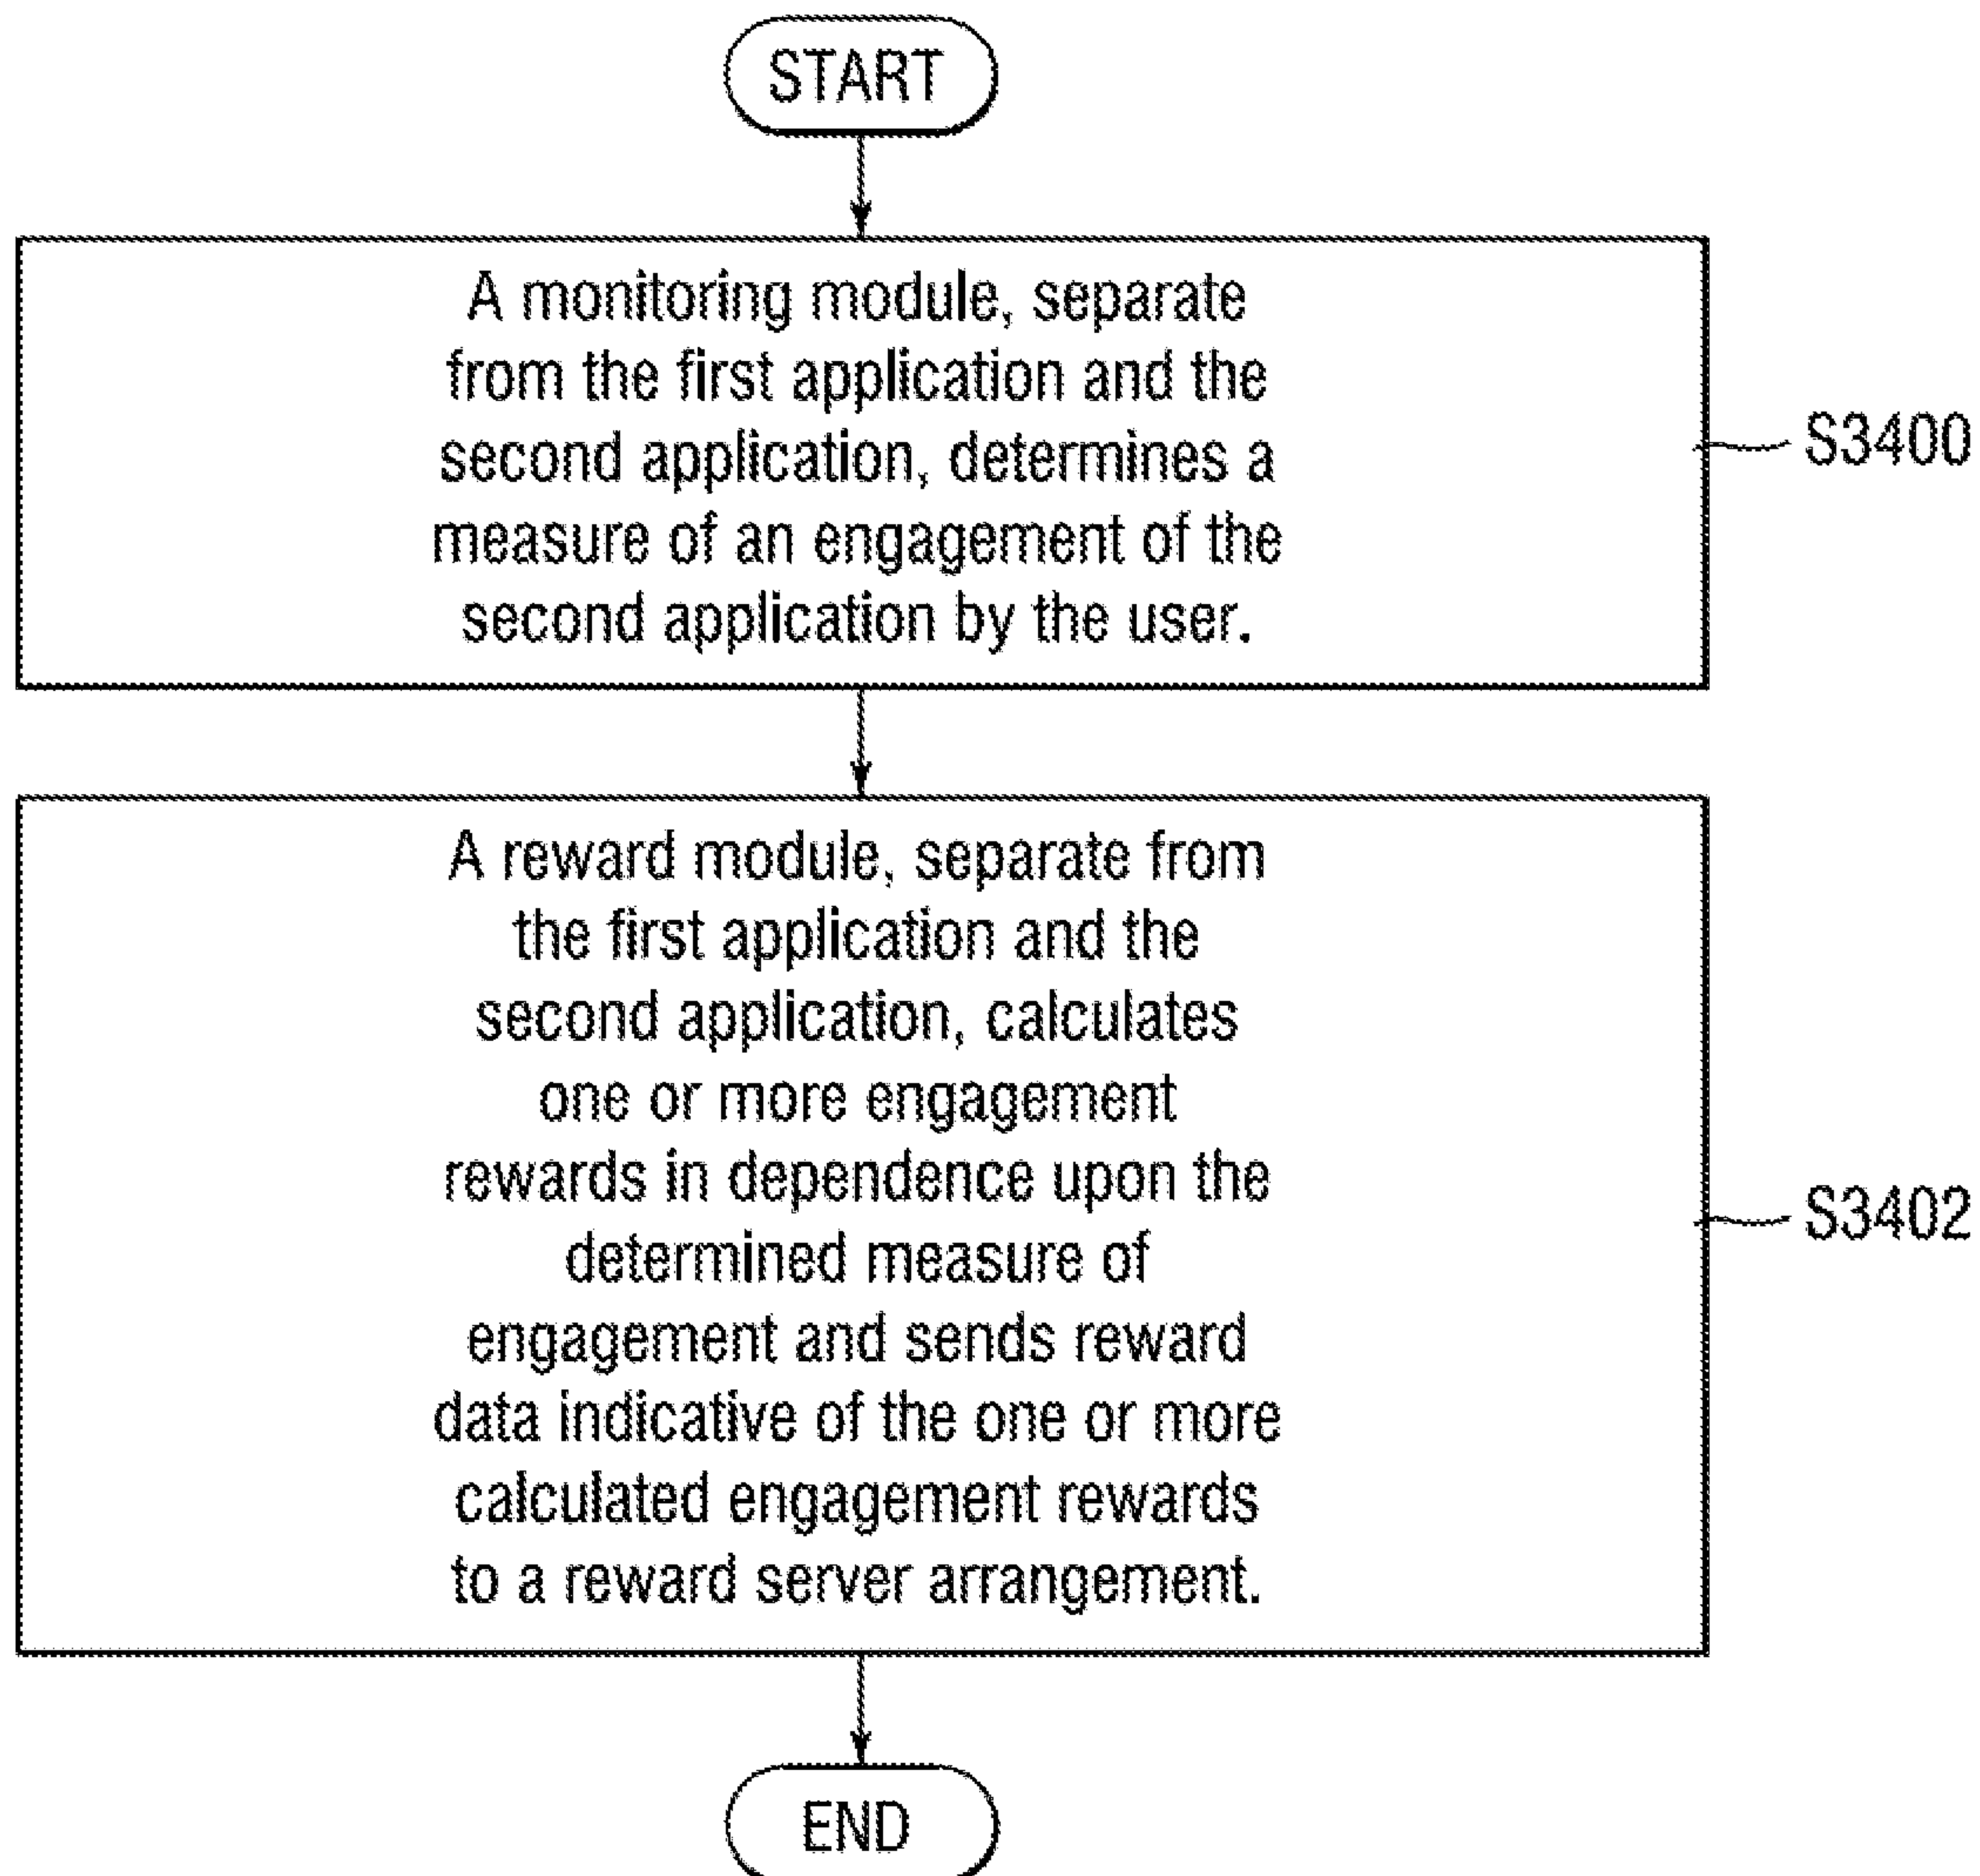 START
A monitoring module, separate
from the first application and the
second application, determines a
measure of an engagement of the
second application by the user.
S3400
A reward module, separate from
the first application and the
second application, calculates
one or more engagement
rewards in dependence upon the
determined measure of
engagement and sends reward
data indicative of the one or more
calculated engagement rewards
to a reward server arrangement.
S3402
END